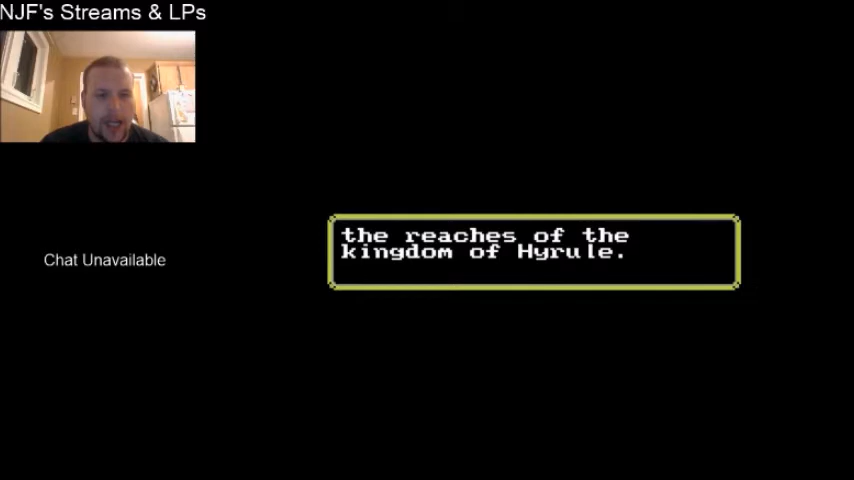 NJF's Streams & LPs
Chat Unavailable
the reaches of the
kingdom of Hyrule.